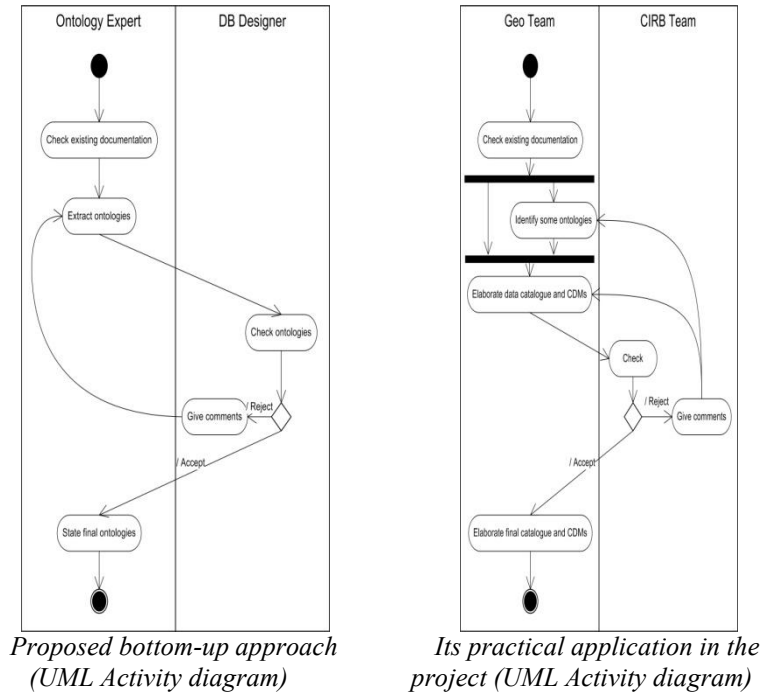 Ontology Expert
DB Designer
Check existing documentation
Extract ontologies
Check ontologies
/ Reject
Give comments
/ Accept
State final ontologies
Proposed bottom-up approach
(UML Activity diagram)
Geo Team
CIRB Team
Check existing documentation
Identify some ontologies
Elaborate data catalogue and CDMs
Check
/ Reject
Give comments
/ Accept
Elaborate final catalogue and CDMs
Its practical application in the
project (UML Activity diagram)